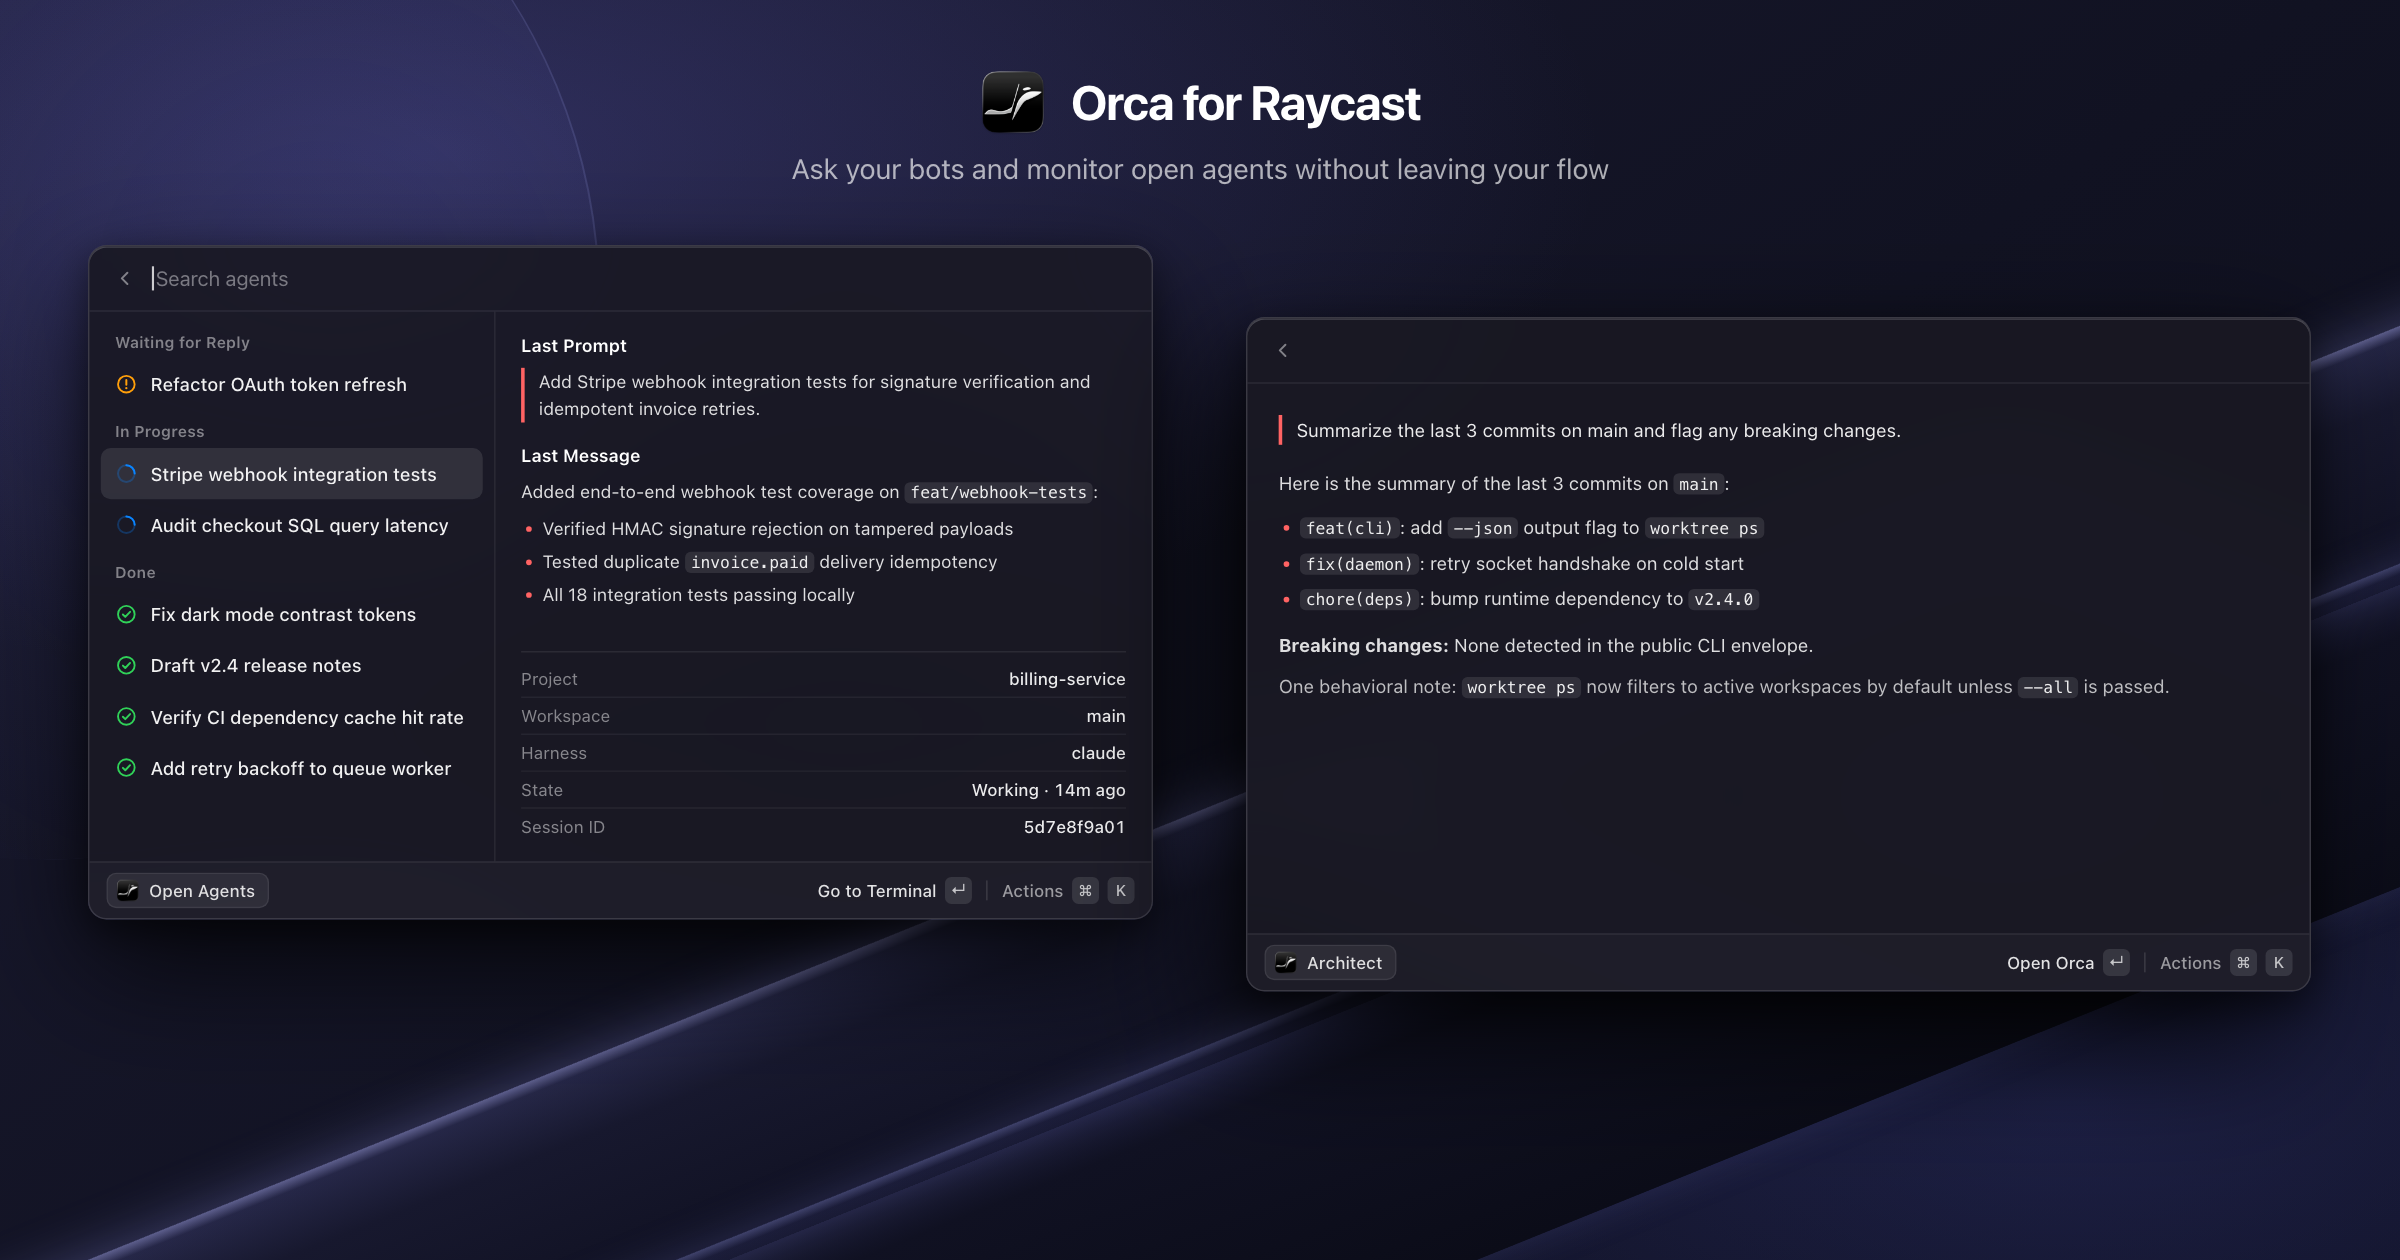 Orca for Raycast
Ask your bots and monitor open agents without leaving your flow
Search agents
Waiting for Reply
Refactor OAuth token refresh
In Progress
Stripe webhook integration tests
Audit checkout SQL query latency
Done
Fix dark mode contrast tokens
Draft v2.4 release notes
Verify CI dependency cache hit rate
Add retry backoff to queue worker
Last Prompt
Add Stripe webhook integration tests for signature verification and
idempotent invoice retries.
Last Message
Added end-to-end webhook test coverage on feat/webhook-tests:
• Verified HMAC signature rejection on tampered payloads
• Tested duplicate invoice.paid delivery idempotency
• All 18 integration tests passing locally
Project billing-service
Workspace main
Harness claude
State Working · 14m ago
Session ID 5d7e8f9a01
Open Agents Go to Terminal ↵ Actions ⌘ K
Summarize the last 3 commits on main and flag any breaking changes.
Here is the summary of the last 3 commits on main:
• feat(cli): add --json output flag to worktree ps
• fix(daemon): retry socket handshake on cold start
• chore(deps): bump runtime dependency to v2.4.0
Breaking changes: None detected in the public CLI envelope.
One behavioral note: worktree ps now filters to active workspaces by default unless --all is passed.
Architect Open Orca ↵ Actions ⌘ K